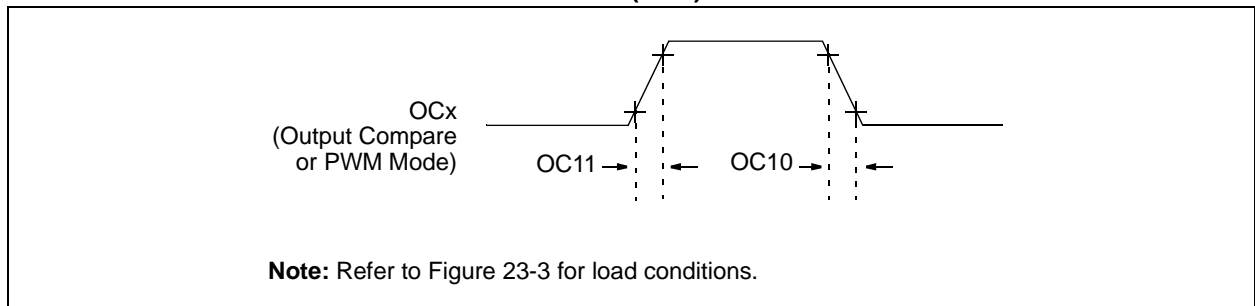 OCx
(Output Compare
or PWM Mode)
OC11
OC10
Note: Refer to Figure 23-3 for load conditions.